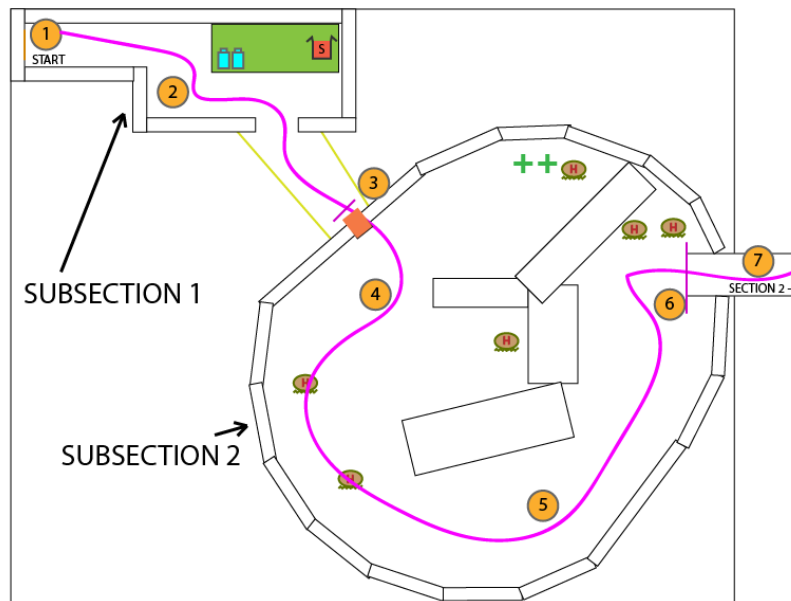 1
START
S
2
3
H
H
H
7
SECTION 2 -
SUBSECTION 1
4
6
H
H
SUBSECTION 2
H
5